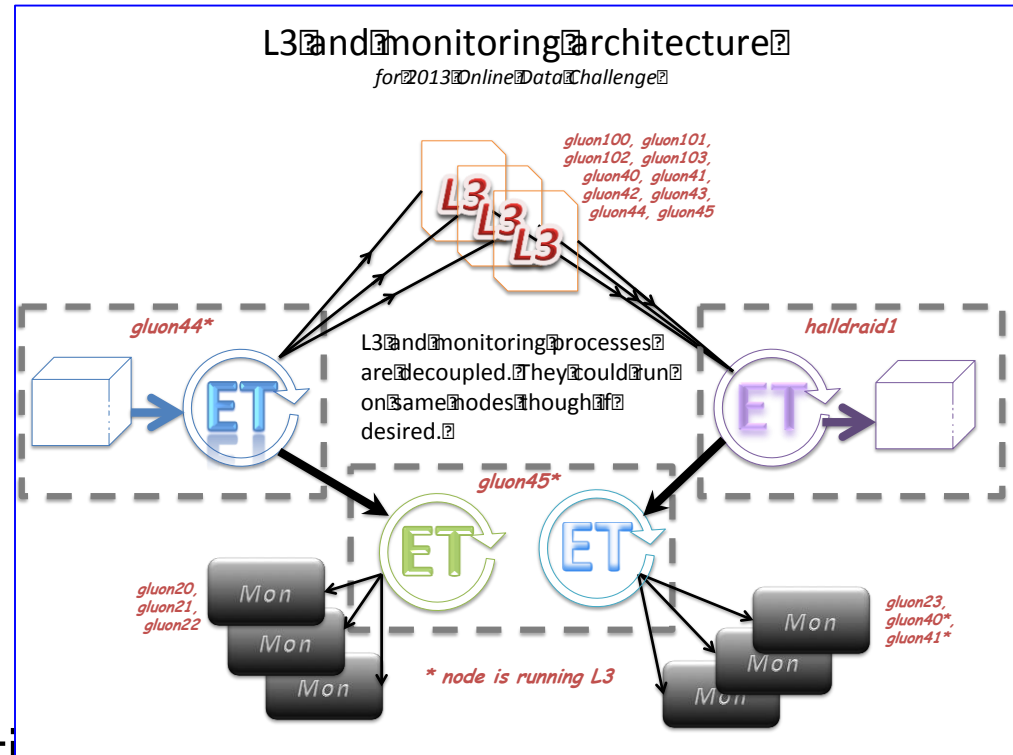 L3 and monitoring architecture
for 2013 Online Data Challenge
gluon100, gluon101,
gluon102, gluon103,
gluon40, gluon41,
gluon42, gluon43,
gluon44, gluon45
L3
L3
L3
gluon44*
halldraid1
L3 and monitoring processes
are decoupled. They could run
on same nodes though if
desired.
ET
ET
gluon45*
ET
ET
gluon20,
gluon21,
gluon22
Mon
Mon
Mon
gluon23,
gluon40*,
gluon41*
Mon
Mon
Mon
* node is running L3